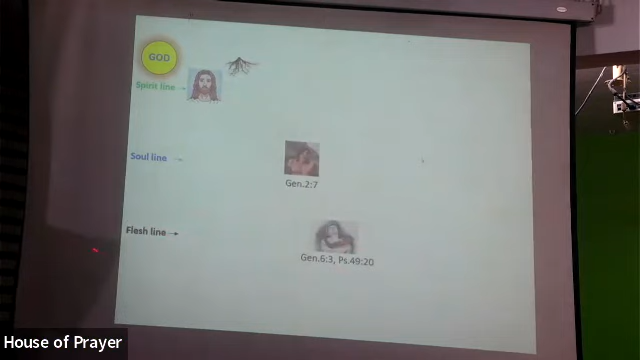 GOD
Spirit line
Soul line
Gen.2:7
Flesh line
Gen.6:3, Ps.49:20
House of Prayer